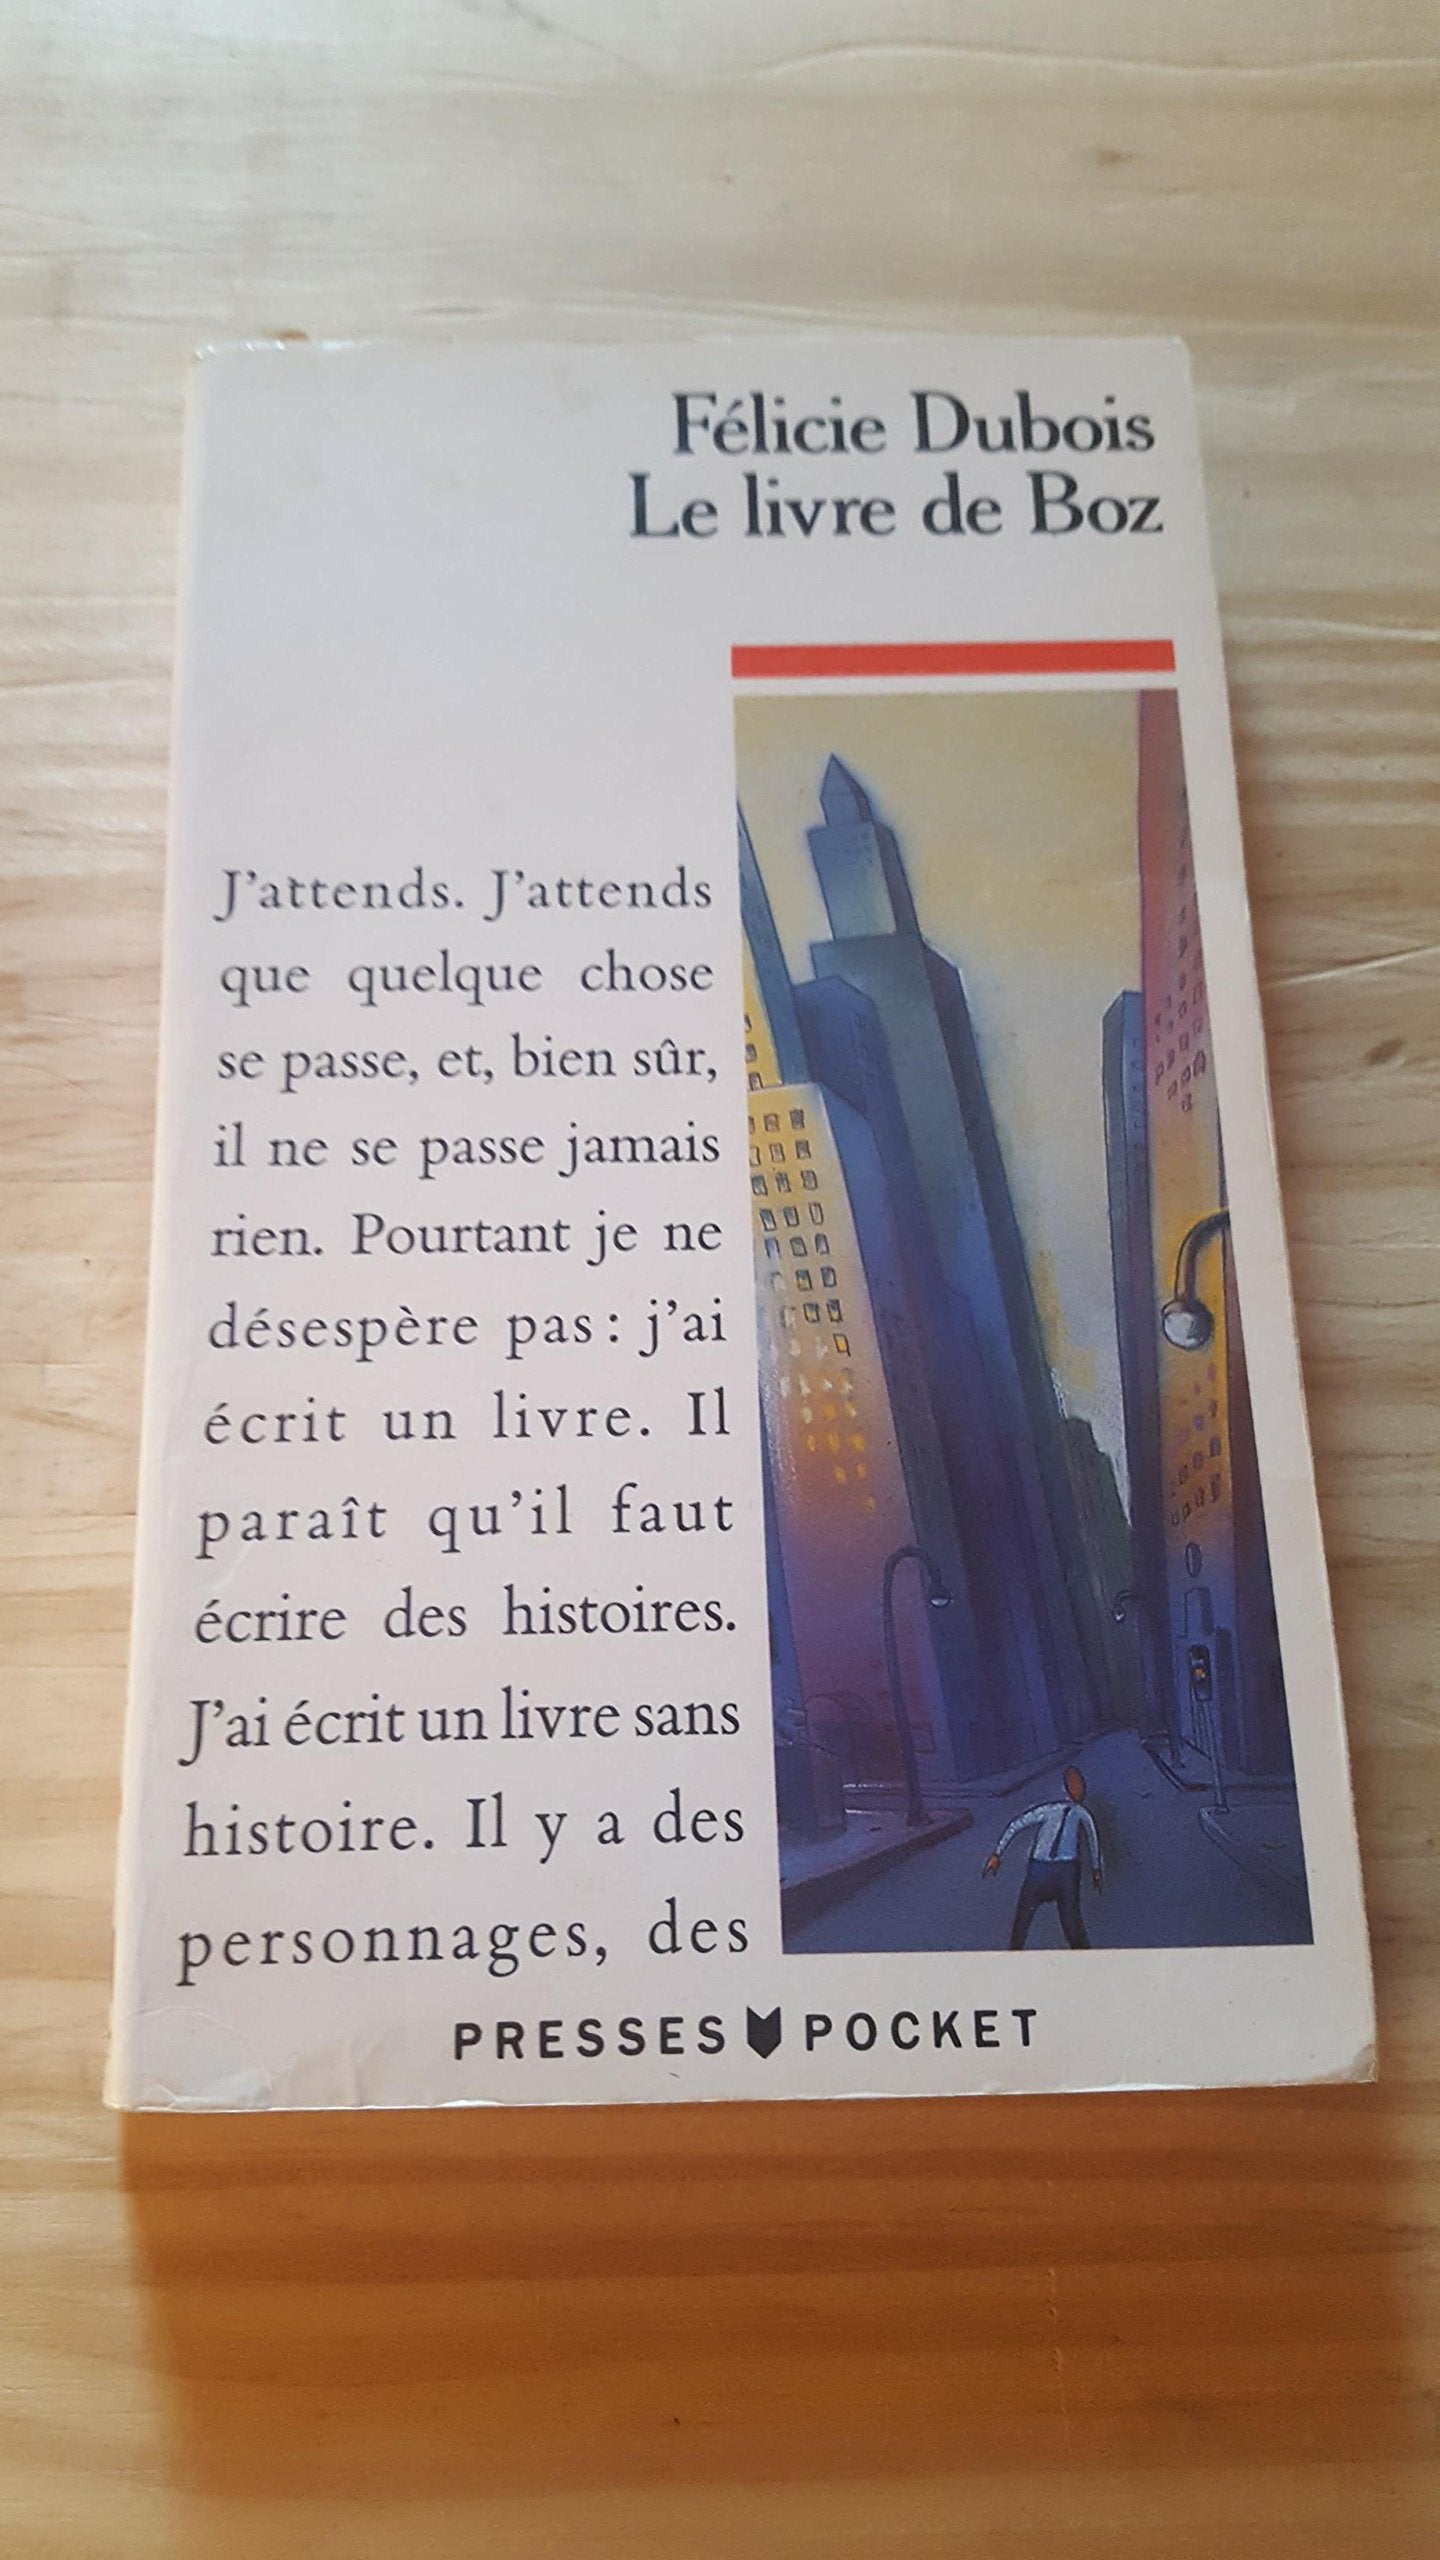 Félicie Dubois
Le livre de Boz
J'attends. J'attends
que quelque chose
se passe, et, bien sûr,
il ne se passe jamais
rien. Pourtant je ne
désespère pas : j'ai
écrit un livre. Il
paraît qu'il faut
écrire des histoires.
J'ai écrit un livre sans
histoire. Il y a des
personnages, des
PRESSES POCKET